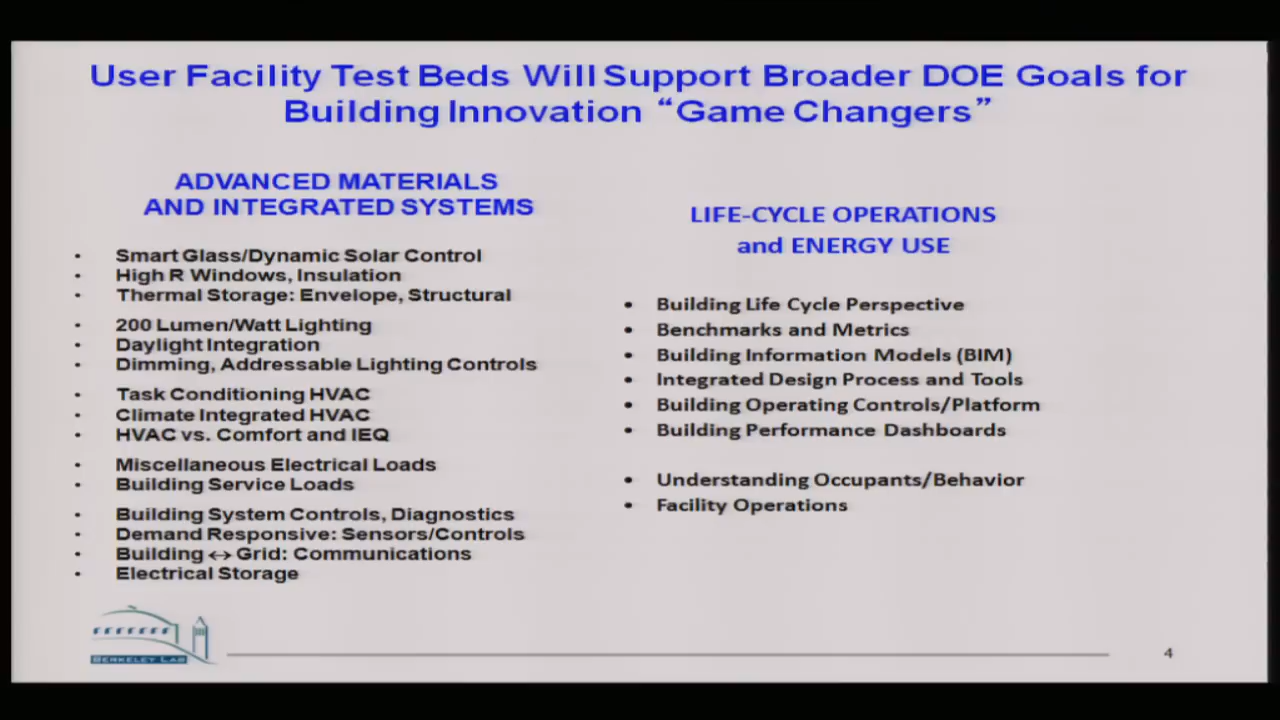 User Facility Test Beds Will Support Broader DOE Goals for
Building Innovation “Game Changers”
ADVANCED MATERIALS
AND INTEGRATED SYSTEMS
• Smart Glass/Dynamic Solar Control
• High R Windows, Insulation
• Thermal Storage: Envelope, Structural
• 200 Lumen/Watt Lighting
• Daylight Integration
• Dimming, Addressable Lighting Controls
• Task Conditioning HVAC
• Climate Integrated HVAC
• HVAC vs. Comfort and IEQ
• Miscellaneous Electrical Loads
• Building Service Loads
• Building System Controls, Diagnostics
• Demand Responsive: Sensors/Controls
• Building ↔ Grid: Communications
• Electrical Storage
LIFE-CYCLE OPERATIONS
and ENERGY USE
• Building Life Cycle Perspective
• Benchmarks and Metrics
• Building Information Models (BIM)
• Integrated Design Process and Tools
• Building Operating Controls/Platform
• Building Performance Dashboards
• Understanding Occupants/Behavior
• Facility Operations
BERKELEY LAB
4